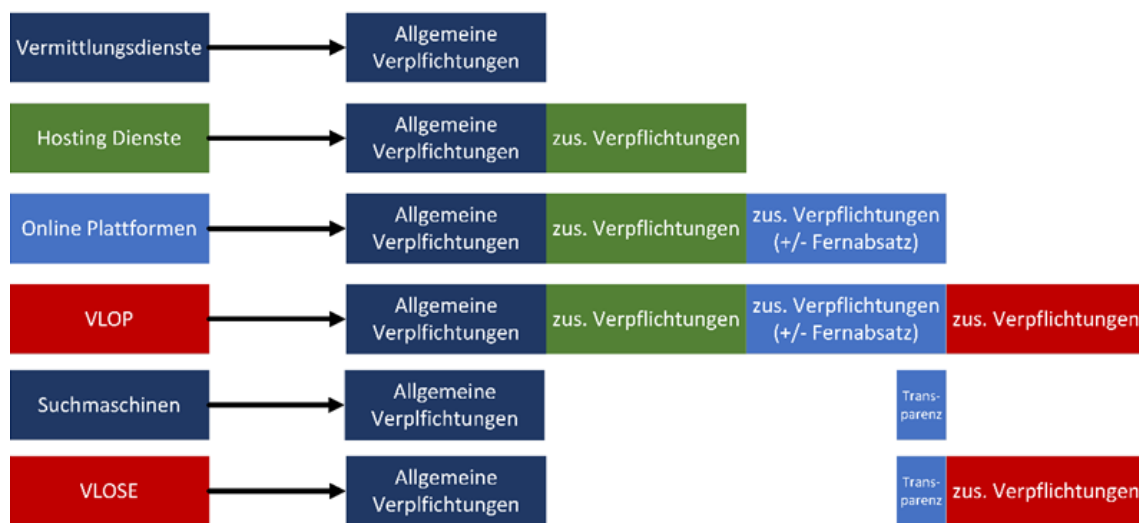 Vermittlungsdienste
Allgemeine
Verplfichtungen
Hosting Dienste
Allgemeine
Verplfichtungen
zus. Verpflichtungen
Online Plattformen
Allgemeine
Verplfichtungen
zus. Verpflichtungen
zus. Verpflichtungen
(+/- Fernabsatz)
VLOP
Allgemeine
Verplfichtungen
zus. Verpflichtungen
zus. Verpflichtungen
(+/- Fernabsatz)
zus. Verpflichtungen
Suchmaschinen
Allgemeine
Verplfichtungen
Trans-
parenz
VLOSE
Allgemeine
Verplfichtungen
Trans-
parenz
zus. Verpflichtungen